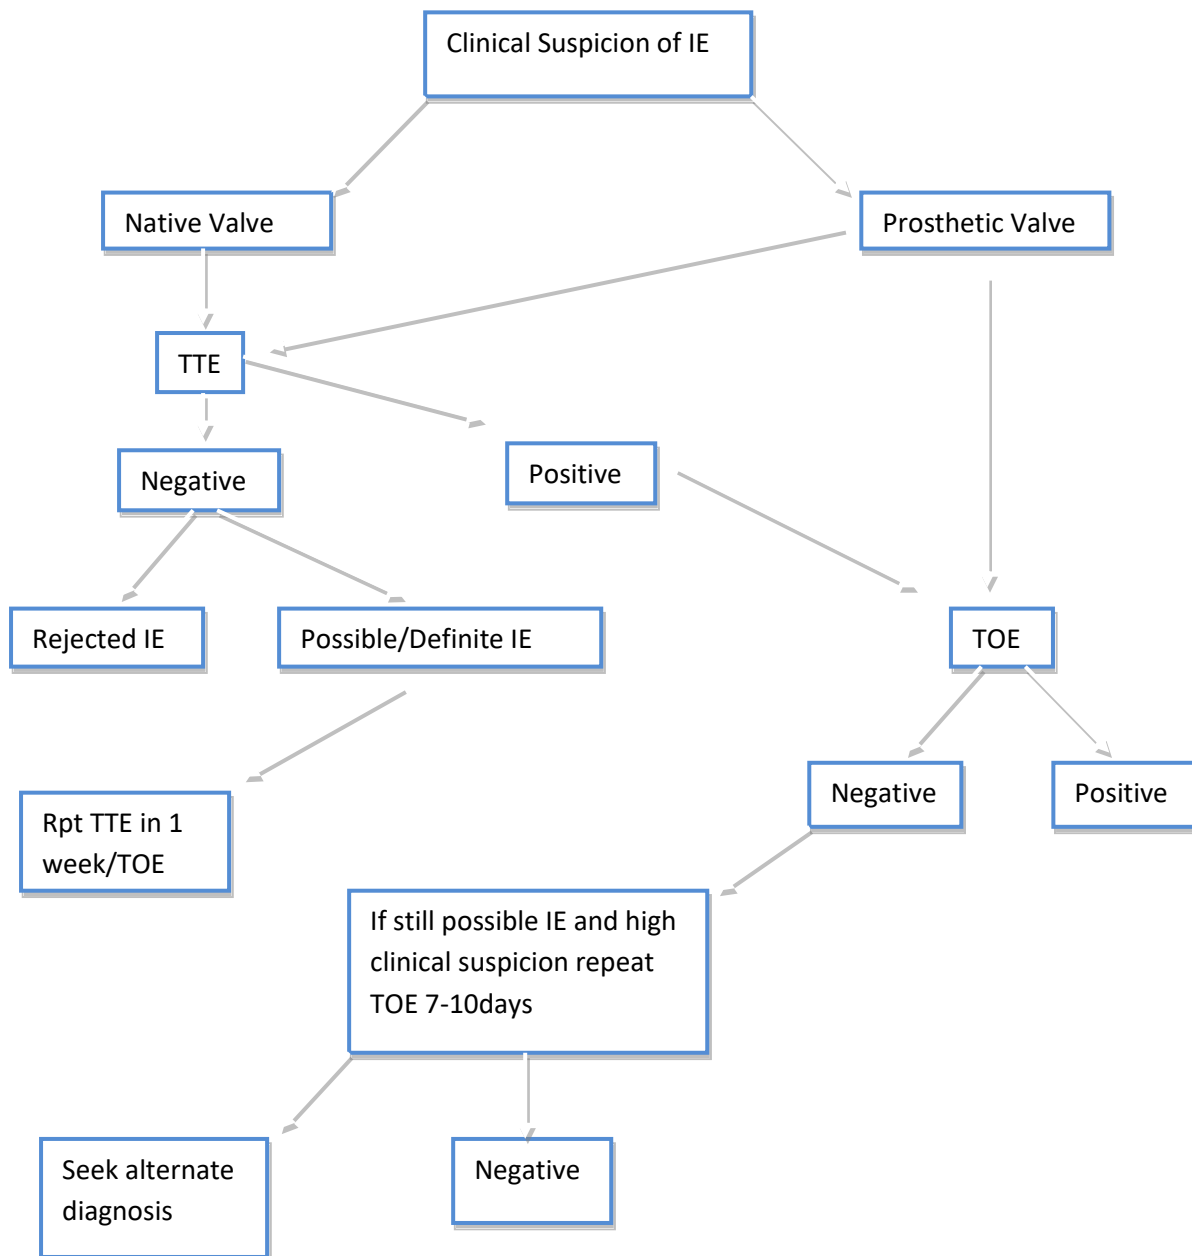 Clinical Suspicion of IE
Native Valve
Prosthetic Valve
TTE
Negative
Positive
Rejected IE
Possible/Definite IE
TOE
Negative
Positive
Rpt TTE in 1
week/TOE
If still possible IE and high
clinical suspicion repeat
TOE 7-10days
Seek alternate
diagnosis
Negative